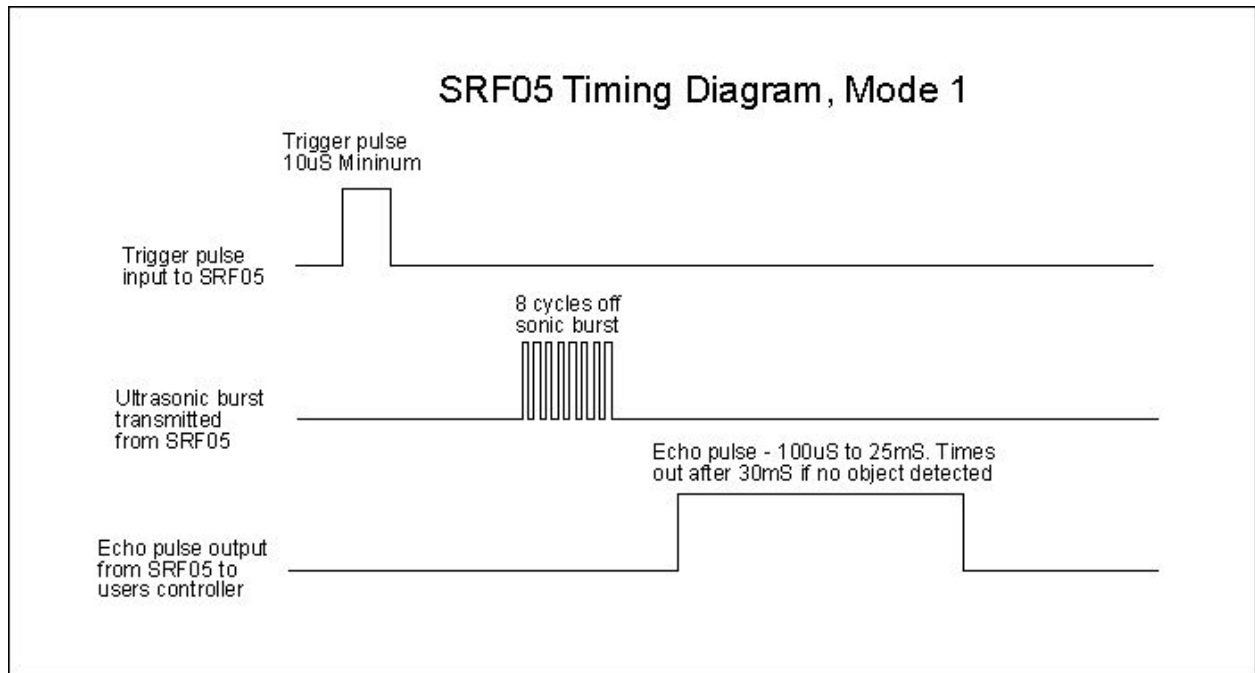 SRF05 Timing Diagram, Mode 1
Trigger pulse
10uS Mininum
Trigger pulse
input to SRF05
8 cycles off
sonic burst
Ultrasonic burst
transmitted
from SRF05
Echo pulse - 100uS to 25mS. Times
out after 30mS if no object detected
Echo pulse output
from SRF05 to
users controller